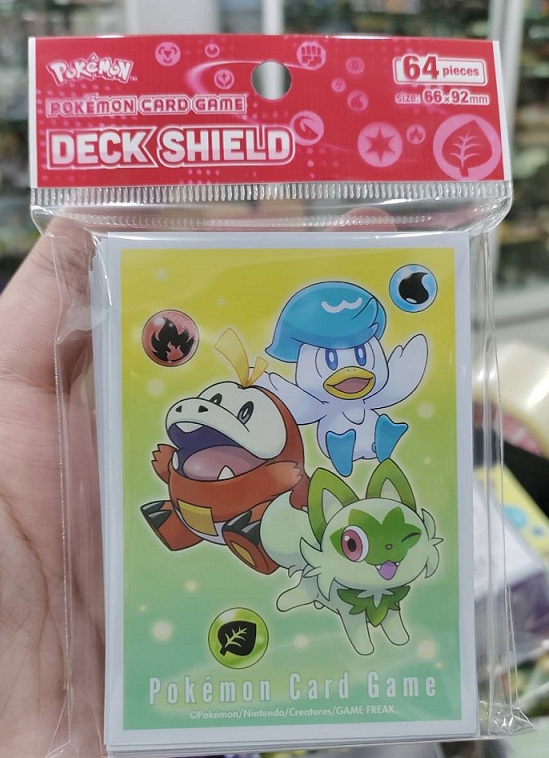 POKéMON
POKéMON CARD GAME
DECK SHIELD
64 pieces
size: 66×92mm
Pokémon Card Game
©Pokémon/Nintendo/Creatures/GAME FREAK.